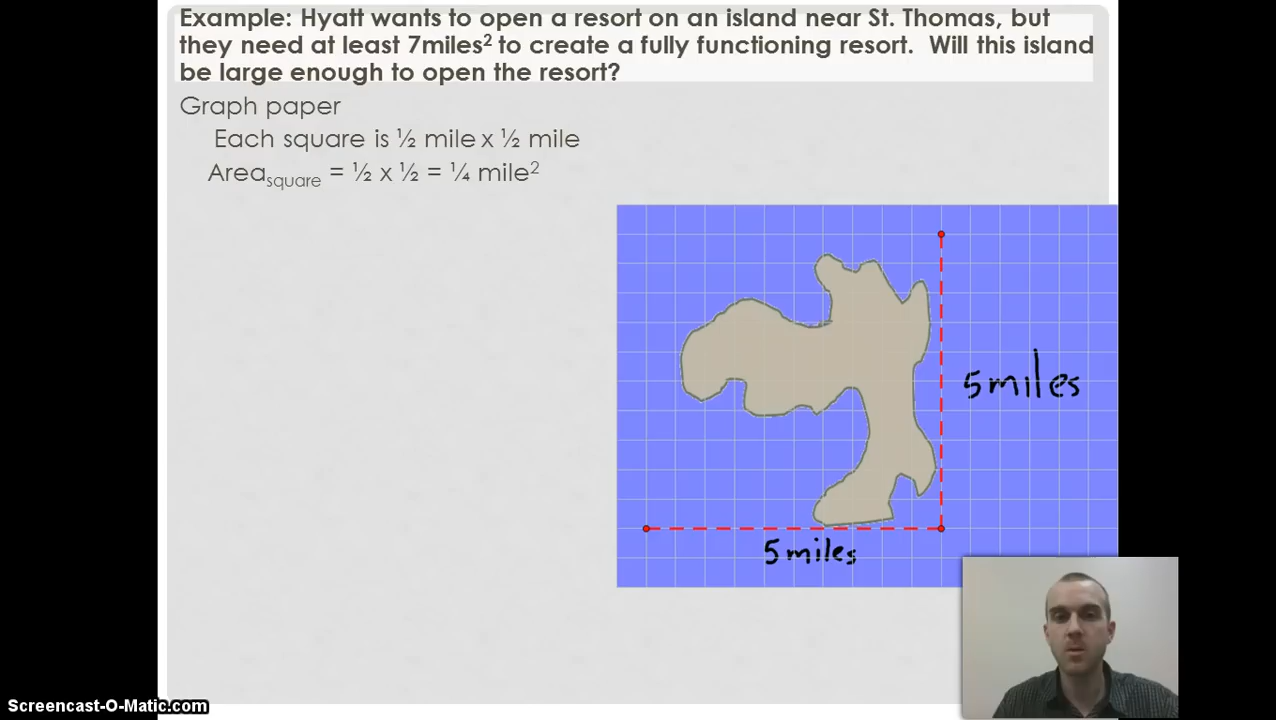 Example: Hyatt wants to open a resort on an island near St. Thomas, but
they need at least 7miles² to create a fully functioning resort. Will this island
be large enough to open the resort?
Graph paper
Each square is ½ mile x ½ mile
Area_square = ½ x ½ = ¼ mile²
5miles
5miles
Screencast-O-Matic.com